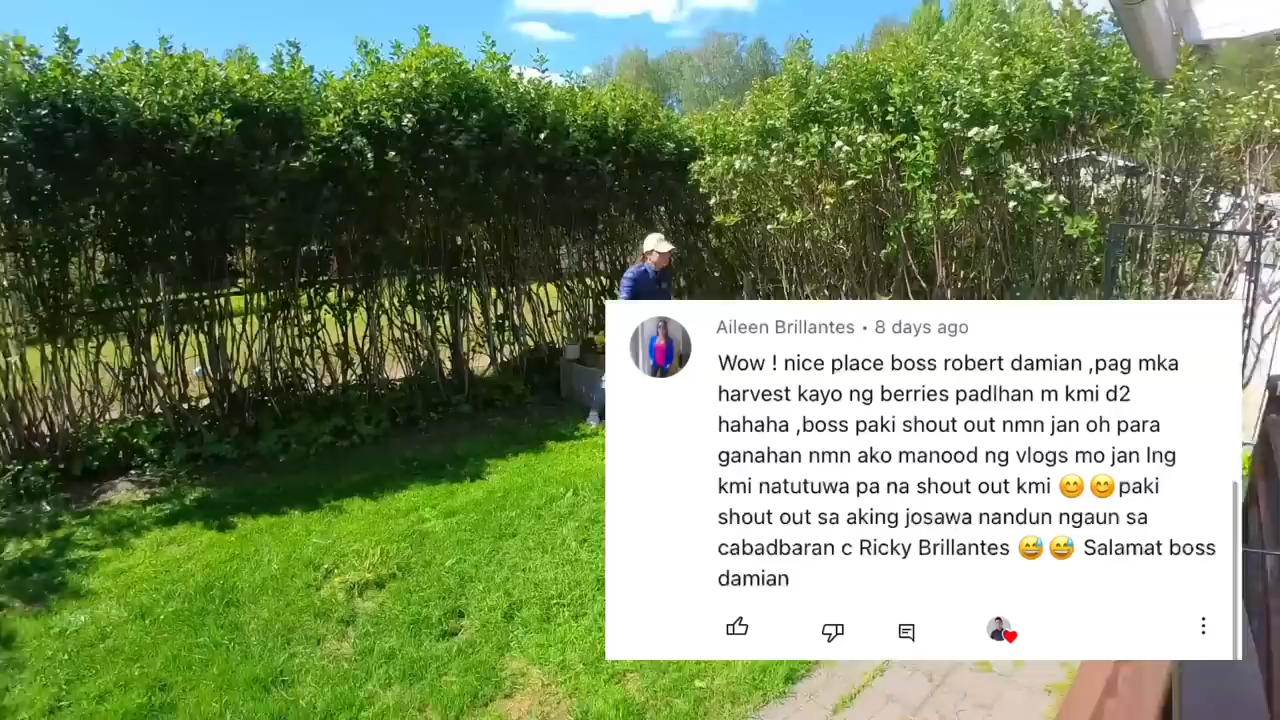 Aileen Brillantes • 8 days ago
Wow ! nice place boss robert damian ,pag mka
harvest kayo ng berries padlhan m kmi d2
hahaha ,boss paki shout out nmn jan oh para
ganahan nmn ako manood ng vlogs mo jan lng
kmi natutuwa pa na shout out kmi 😊😊paki
shout out sa aking josawa nandun ngaun sa
cabadbaran c Ricky Brillantes 😅😅 Salamat boss
damian